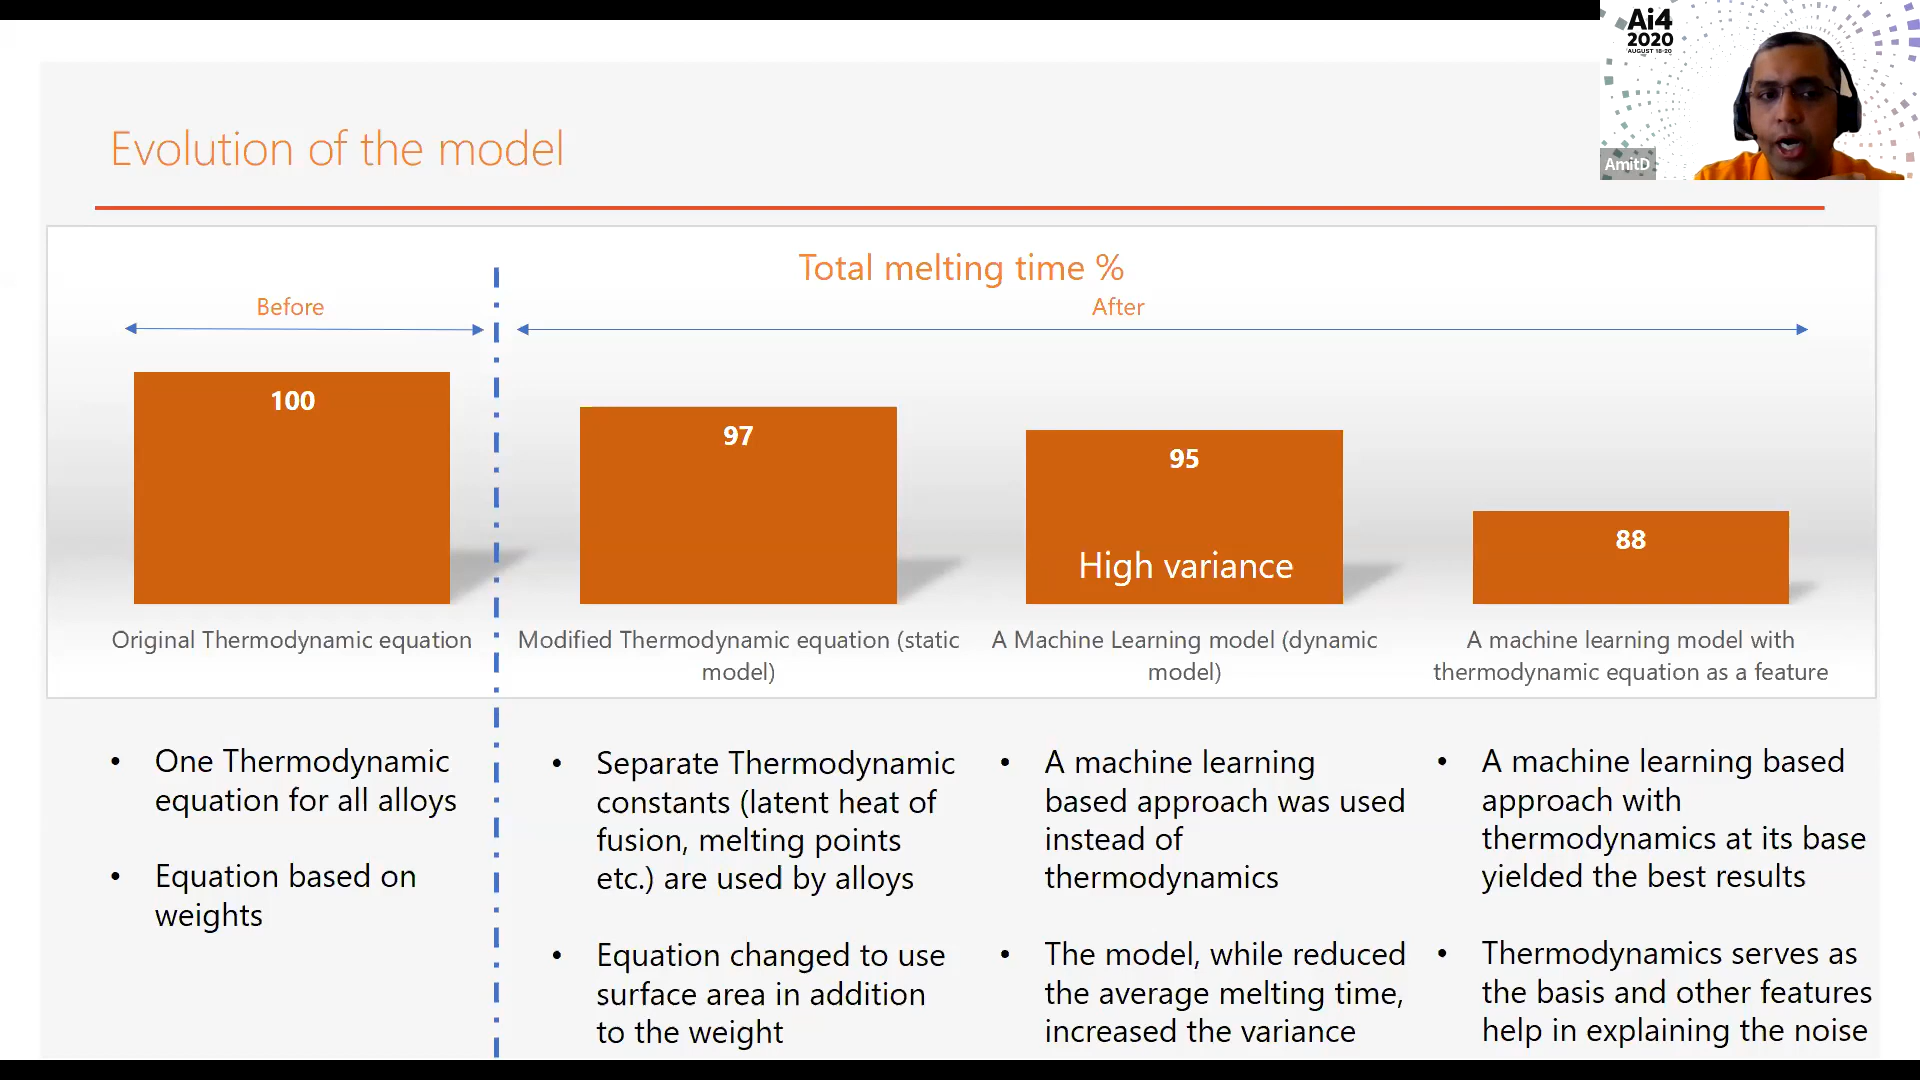 Ai4
2020
AUGUST 18-20
AmitD
Evolution of the model
Total melting time %
Before
After
100
97
95
High variance
88
Original Thermodynamic equation
Modified Thermodynamic equation (static
model)
A Machine Learning model (dynamic
model)
A machine learning model with
thermodynamic equation as a feature
• One Thermodynamic
equation for all alloys
• Equation based on
weights
• Separate Thermodynamic
constants (latent heat of
fusion, melting points
etc.) are used by alloys
• Equation changed to use
surface area in addition
to the weight
• A machine learning
based approach was used
instead of
thermodynamics
• The model, while reduced
the average melting time,
increased the variance
• A machine learning based
approach with
thermodynamics at its base
yielded the best results
• Thermodynamics serves as
the basis and other features
help in explaining the noise